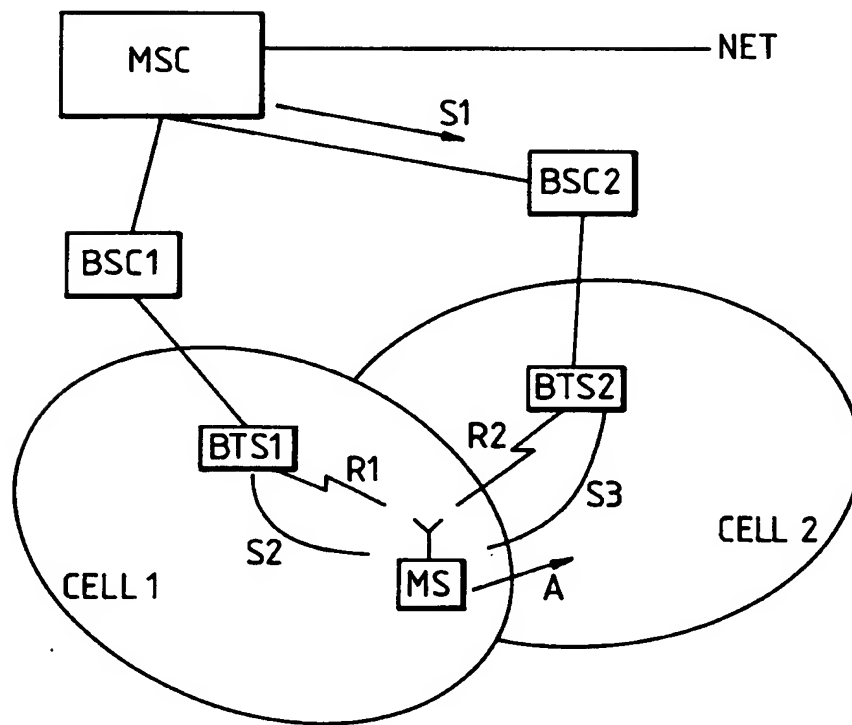 MSC
NET
S1
BSC2
BSC1
BTS2
BTS1
R2
R1
S3
S2
CELL 2
CELL 1
MS
A